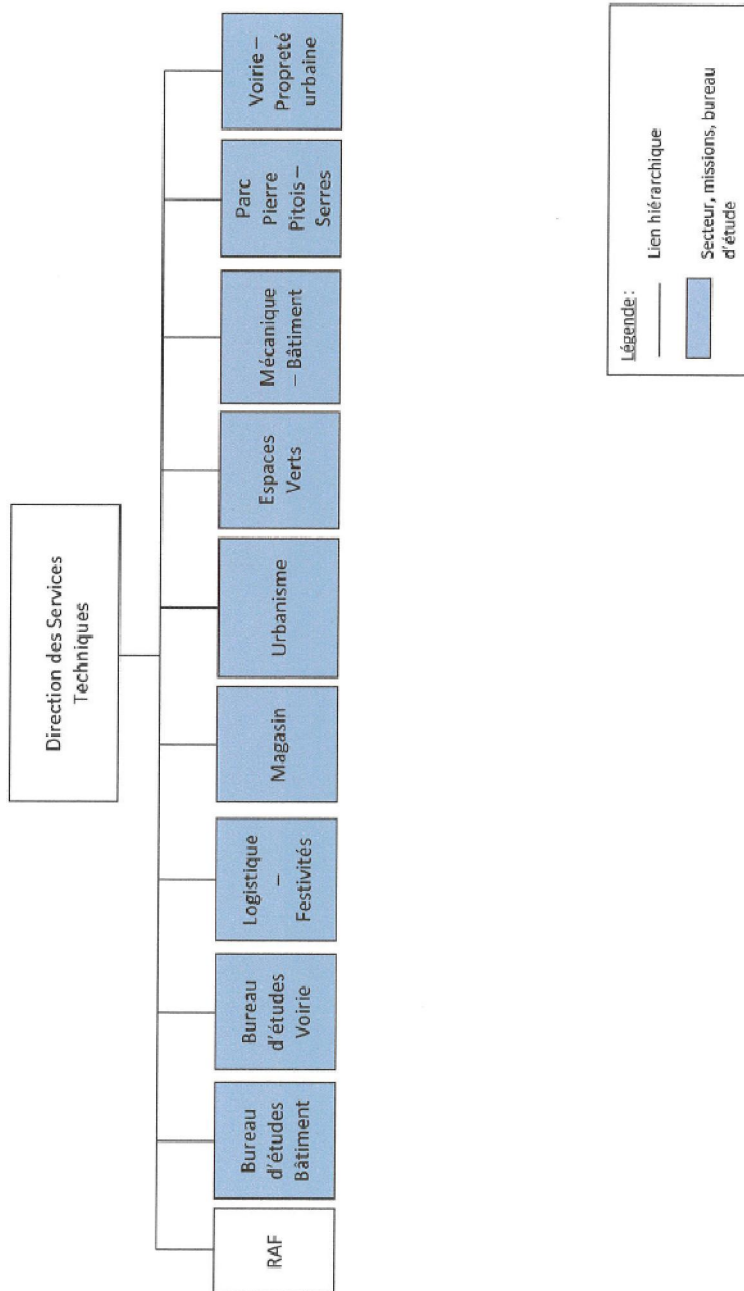 Direction des Services
Techniques
RAF
Bureau
d'études
Bâtiment
Bureau
d'études
Voirie
Logistique
–
Festivités
Magasin
Urbanisme
Espaces
Verts
Mécanique
– Bâtiment
Parc
Pierre
Pitois –
Serres
Voirie –
Propreté
urbaine
Légende :
Lien hiérarchique
Secteur, missions, bureau
d'étude